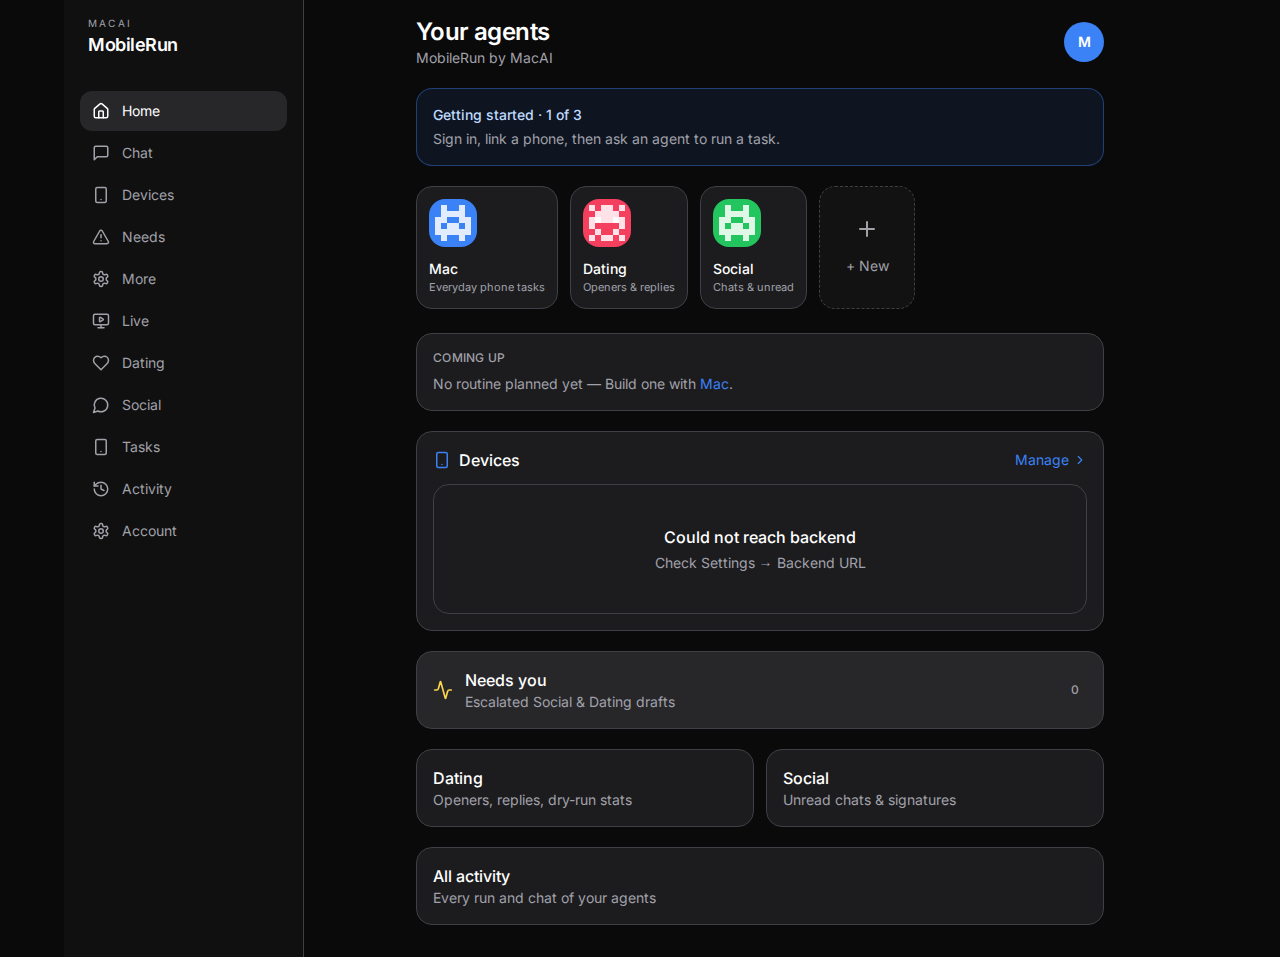 MACAI
MobileRun
Home
Chat
Devices
Needs
More
Live
Dating
Social
Tasks
Activity
Account
Your agents
MobileRun by MacAI
M
Getting started · 1 of 3
Sign in, link a phone, then ask an agent to run a task.
Mac
Everyday phone tasks
Dating
Openers & replies
Social
Chats & unread
+ New
COMING UP
No routine planned yet — Build one with Mac.
Devices
Manage
Could not reach backend
Check Settings → Backend URL
Needs you
Escalated Social & Dating drafts
0
Dating
Openers, replies, dry-run stats
Social
Unread chats & signatures
All activity
Every run and chat of your agents